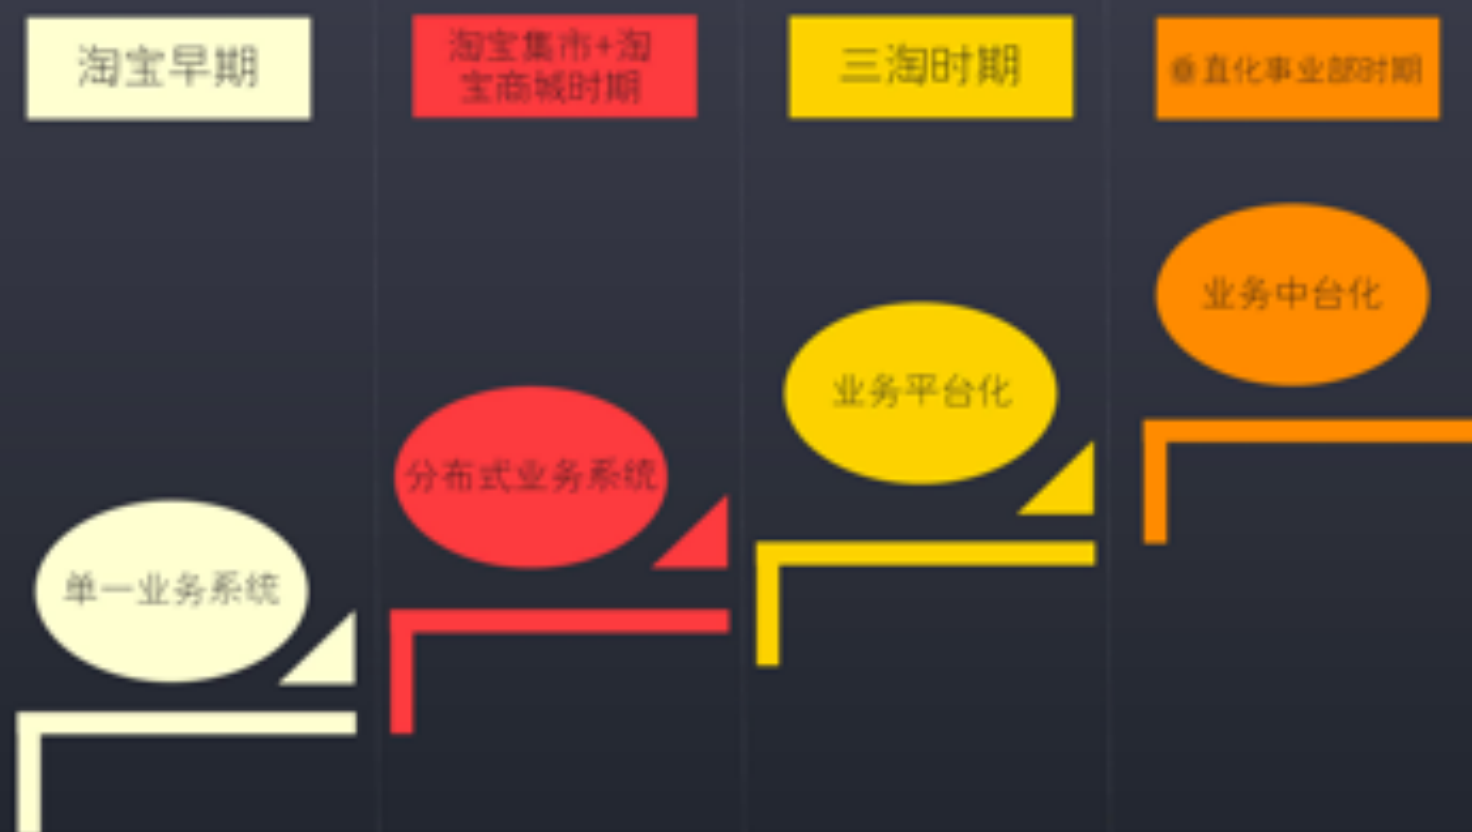 淘宝早期
淘宝集市+淘
宝商城时期
三淘时期
垂直化事业部时期
业务中台化
业务平台化
分布式业务系统
单一业务系统